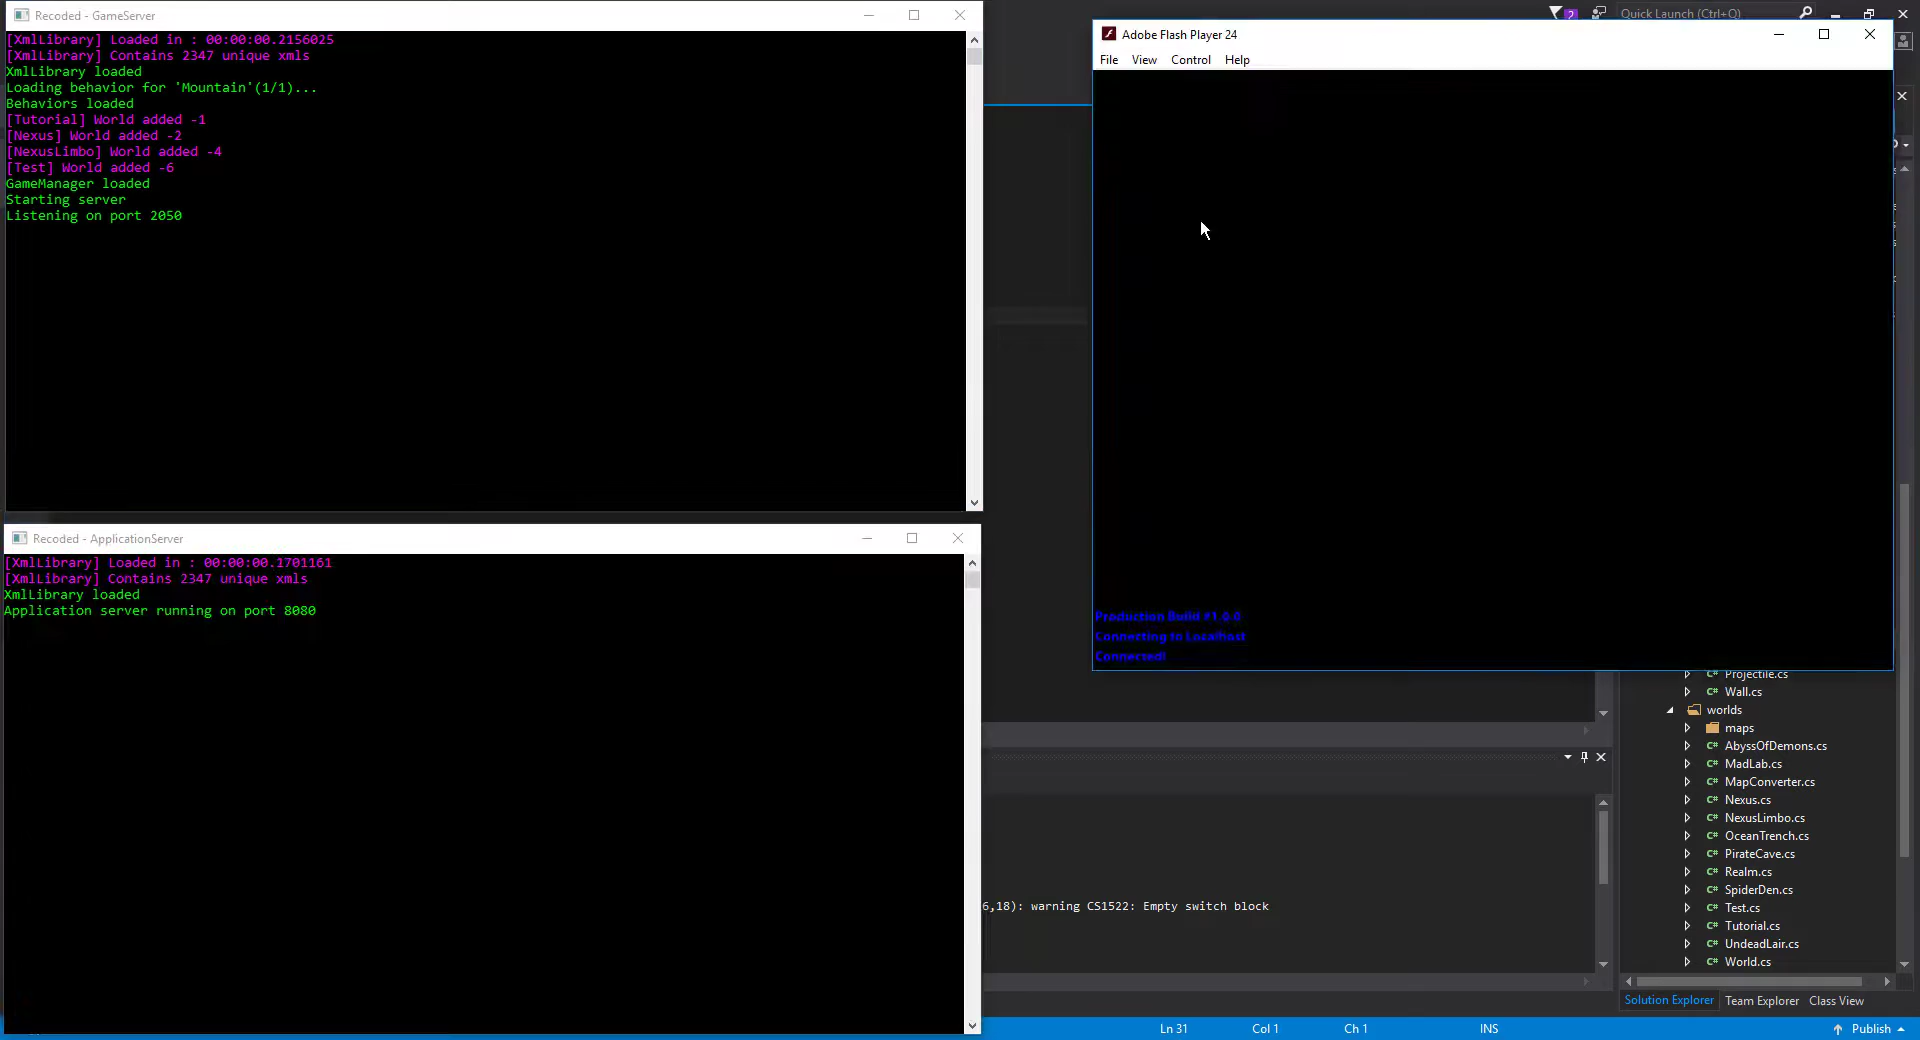 Recoded - GameServer
[XmlLibrary] Loaded in : 00:00:00.2156025
[XmlLibrary] Contains 2347 unique xmls
XmlLibrary loaded
Loading behavior for 'Mountain'(1/1)...
Behaviors loaded
[Tutorial] World added -1
[Nexus] World added -2
[NexusLimbo] World added -4
[Test] World added -6
GameManager loaded
Starting server
Listening on port 2050
Recoded - ApplicationServer
[XmlLibrary] Loaded in : 00:00:00.1701161
[XmlLibrary] Contains 2347 unique xmls
XmlLibrary loaded
Application server running on port 8080
2 Quick Launch (Ctrl+Q)
Adobe Flash Player 24
File View Control Help
Production Build #1.0.0
Connecting to Localhost
Connected!
Projectile.cs
Wall.cs
worlds
maps
C# AbyssOfDemons.cs
C# MadLab.cs
C# MapConverter.cs
C# Nexus.cs
C# NexusLimbo.cs
C# OceanTrench.cs
C# PirateCave.cs
C# Realm.cs
C# SpiderDen.cs
C# Test.cs
C# Tutorial.cs
C# UndeadLair.cs
C# World.cs
6,18): warning CS1522: Empty switch block
Solution Explorer Team Explorer Class View
Ln 31 Col 1 Ch 1 INS Publish